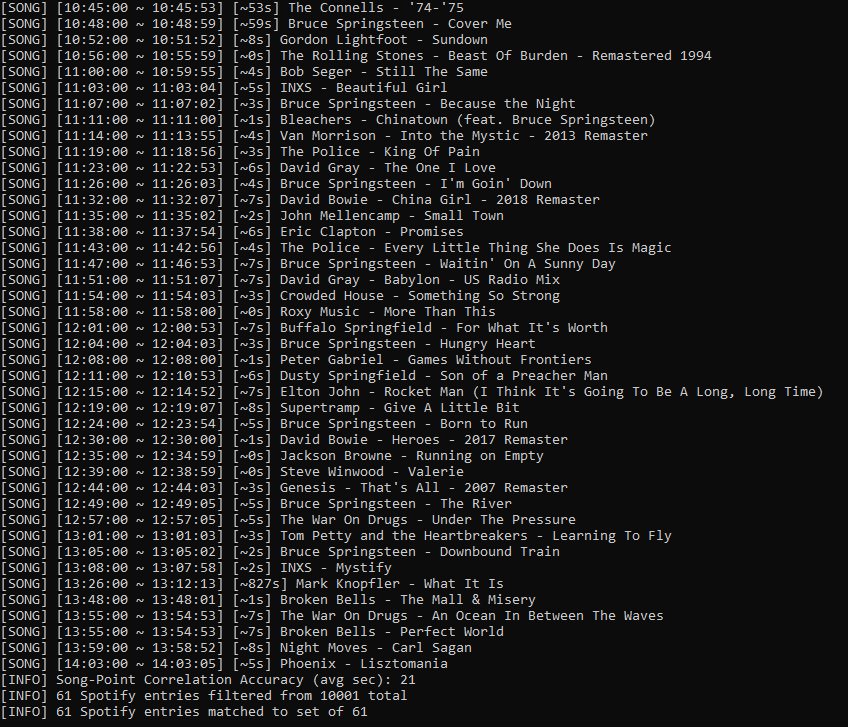 [SONG] [10:45:00 ~ 10:45:53] [~53s] The Connells - '74-'75
[SONG] [10:48:00 ~ 10:48:59] [~59s] Bruce Springsteen - Cover Me
[SONG] [10:52:00 ~ 10:51:52] [~8s] Gordon Lightfoot - Sundown
[SONG] [10:56:00 ~ 10:55:59] [~0s] The Rolling Stones - Beast Of Burden - Remastered 1994
[SONG] [11:00:00 ~ 10:59:55] [~4s] Bob Seger - Still The Same
[SONG] [11:03:00 ~ 11:03:04] [~5s] INXS - Beautiful Girl
[SONG] [11:07:00 ~ 11:07:02] [~3s] Bruce Springsteen - Because the Night
[SONG] [11:11:00 ~ 11:11:00] [~1s] Bleachers - Chinatown (feat. Bruce Springsteen)
[SONG] [11:14:00 ~ 11:13:55] [~4s] Van Morrison - Into the Mystic - 2013 Remaster
[SONG] [11:19:00 ~ 11:18:56] [~3s] The Police - King Of Pain
[SONG] [11:23:00 ~ 11:22:53] [~6s] David Gray - The One I Love
[SONG] [11:26:00 ~ 11:26:03] [~4s] Bruce Springsteen - I'm Goin' Down
[SONG] [11:32:00 ~ 11:32:07] [~7s] David Bowie - China Girl - 2018 Remaster
[SONG] [11:35:00 ~ 11:35:02] [~2s] John Mellencamp - Small Town
[SONG] [11:38:00 ~ 11:37:54] [~6s] Eric Clapton - Promises
[SONG] [11:43:00 ~ 11:42:56] [~4s] The Police - Every Little Thing She Does Is Magic
[SONG] [11:47:00 ~ 11:46:53] [~7s] Bruce Springsteen - Waitin' On A Sunny Day
[SONG] [11:51:00 ~ 11:51:07] [~7s] David Gray - Babylon - US Radio Mix
[SONG] [11:54:00 ~ 11:54:03] [~3s] Crowded House - Something So Strong
[SONG] [11:58:00 ~ 11:58:00] [~0s] Roxy Music - More Than This
[SONG] [12:01:00 ~ 12:00:53] [~7s] Buffalo Springfield - For What It's Worth
[SONG] [12:04:00 ~ 12:04:03] [~3s] Bruce Springsteen - Hungry Heart
[SONG] [12:08:00 ~ 12:08:00] [~1s] Peter Gabriel - Games Without Frontiers
[SONG] [12:11:00 ~ 12:10:53] [~6s] Dusty Springfield - Son of a Preacher Man
[SONG] [12:15:00 ~ 12:14:52] [~7s] Elton John - Rocket Man (I Think It's Going To Be A Long, Long Time)
[SONG] [12:19:00 ~ 12:19:07] [~8s] Supertramp - Give A Little Bit
[SONG] [12:24:00 ~ 12:23:54] [~5s] Bruce Springsteen - Born to Run
[SONG] [12:30:00 ~ 12:30:00] [~1s] David Bowie - Heroes - 2017 Remaster
[SONG] [12:35:00 ~ 12:34:59] [~0s] Jackson Browne - Running on Empty
[SONG] [12:39:00 ~ 12:38:59] [~0s] Steve Winwood - Valerie
[SONG] [12:44:00 ~ 12:44:03] [~3s] Genesis - That's All - 2007 Remaster
[SONG] [12:49:00 ~ 12:49:05] [~5s] Bruce Springsteen - The River
[SONG] [12:57:00 ~ 12:57:05] [~5s] The War On Drugs - Under The Pressure
[SONG] [13:01:00 ~ 13:01:03] [~3s] Tom Petty and the Heartbreakers - Learning To Fly
[SONG] [13:05:00 ~ 13:05:02] [~2s] Bruce Springsteen - Downbound Train
[SONG] [13:08:00 ~ 13:07:58] [~2s] INXS - Mystify
[SONG] [13:26:00 ~ 13:12:13] [~827s] Mark Knopfler - What It Is
[SONG] [13:48:00 ~ 13:48:01] [~1s] Broken Bells - The Mall & Misery
[SONG] [13:55:00 ~ 13:54:53] [~7s] The War On Drugs - An Ocean In Between The Waves
[SONG] [13:55:00 ~ 13:54:53] [~7s] Broken Bells - Perfect World
[SONG] [13:59:00 ~ 13:58:52] [~8s] Night Moves - Carl Sagan
[SONG] [14:03:00 ~ 14:03:05] [~5s] Phoenix - Lisztomania
[INFO] Song-Point Correlation Accuracy (avg sec): 21
[INFO] 61 Spotify entries filtered from 10001 total
[INFO] 61 Spotify entries matched to set of 61